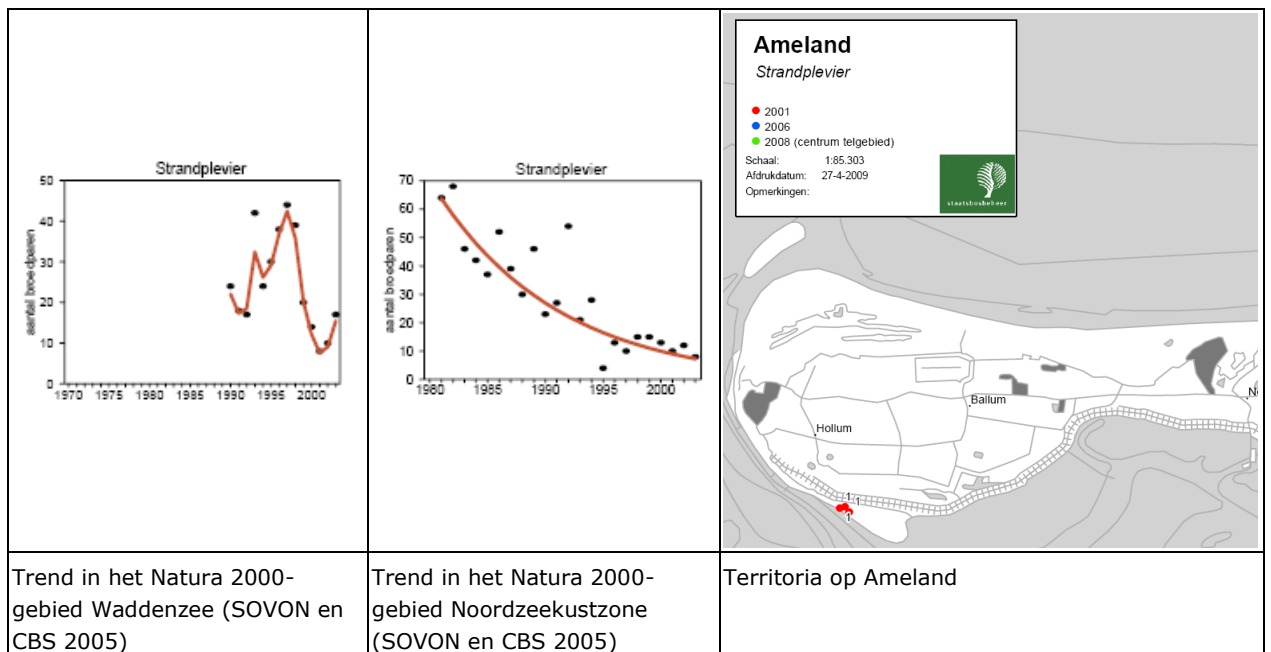 Strandplevier
50
40
30
20
10
0
aantal broedparen
1970 1975 1980 1985 1990 1995 2000
Strandplevier
70
60
50
40
30
20
10
0
aantal broedparen
1980 1985 1990 1995 2000
Ameland
Strandplevier
2001
2006
2008 (centrum telgebied)
Schaal: 1:85.303
Afdrukdatum: 27-4-2009
Opmerkingen:
staatsbosbeheer
Ballum
N
Hollum
1
1
1
Trend in het Natura 2000-
gebied Waddenzee (SOVON en
CBS 2005)
Trend in het Natura 2000-
gebied Noordzeekustzone
(SOVON en CBS 2005)
Territoria op Ameland